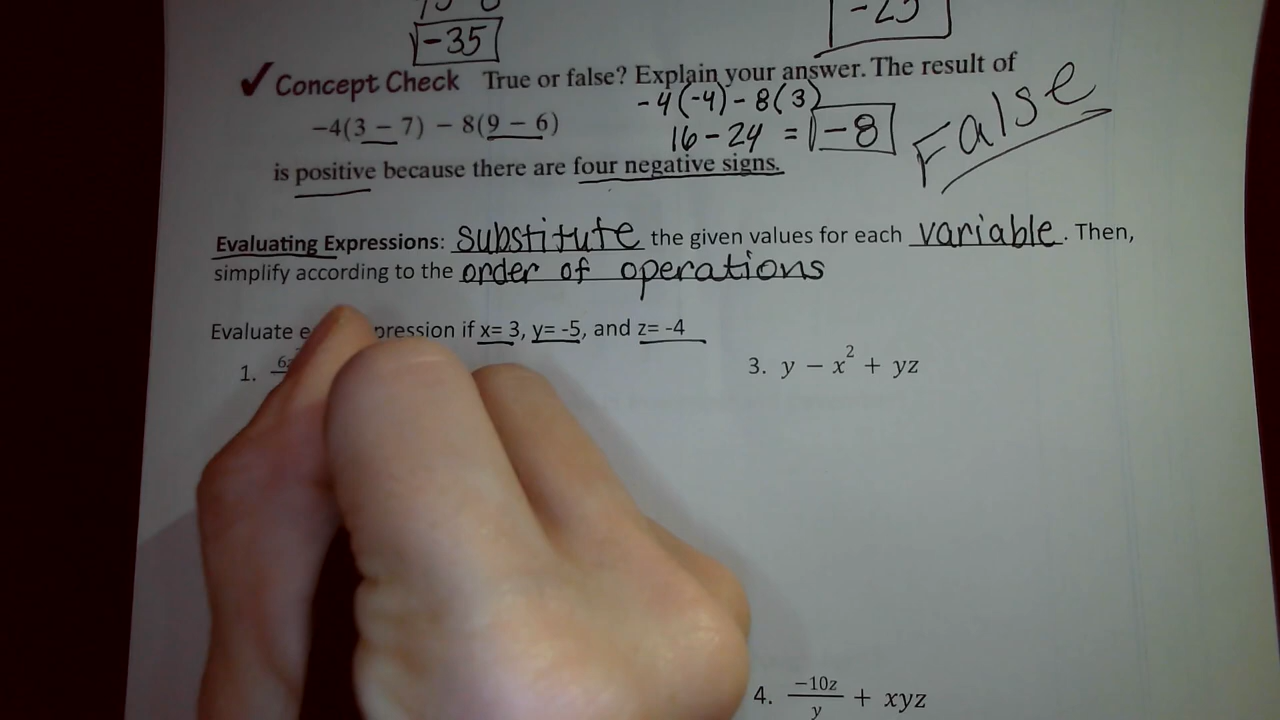 -35
-25
✓ Concept Check True or false? Explain your answer. The result of
-4(-4) - 8(3)
−4(3 − 7) − 8(9 − 6)
16 - 24 = -8
False
is positive because there are four negative signs.
Evaluating Expressions: substitute the given values for each variable. Then,
simplify according to the order of operations
Evaluate if x= 3, y= -5, and z= -4
1.
3. y − x² + yz
4. −10z/y + xyz